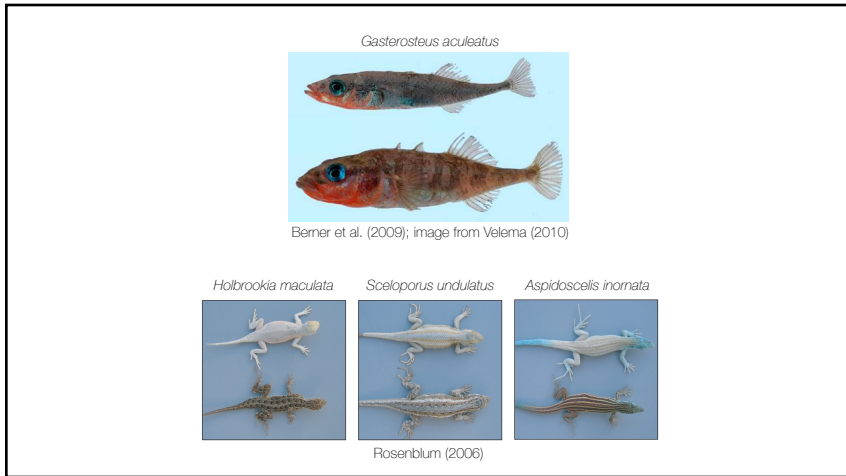 Gasterosteus aculeatus
Berner et al. (2009); image from Velema (2010)
Holbrookia maculata Sceloporus undulatus Aspidoscelis inornata
Rosenblum (2006)